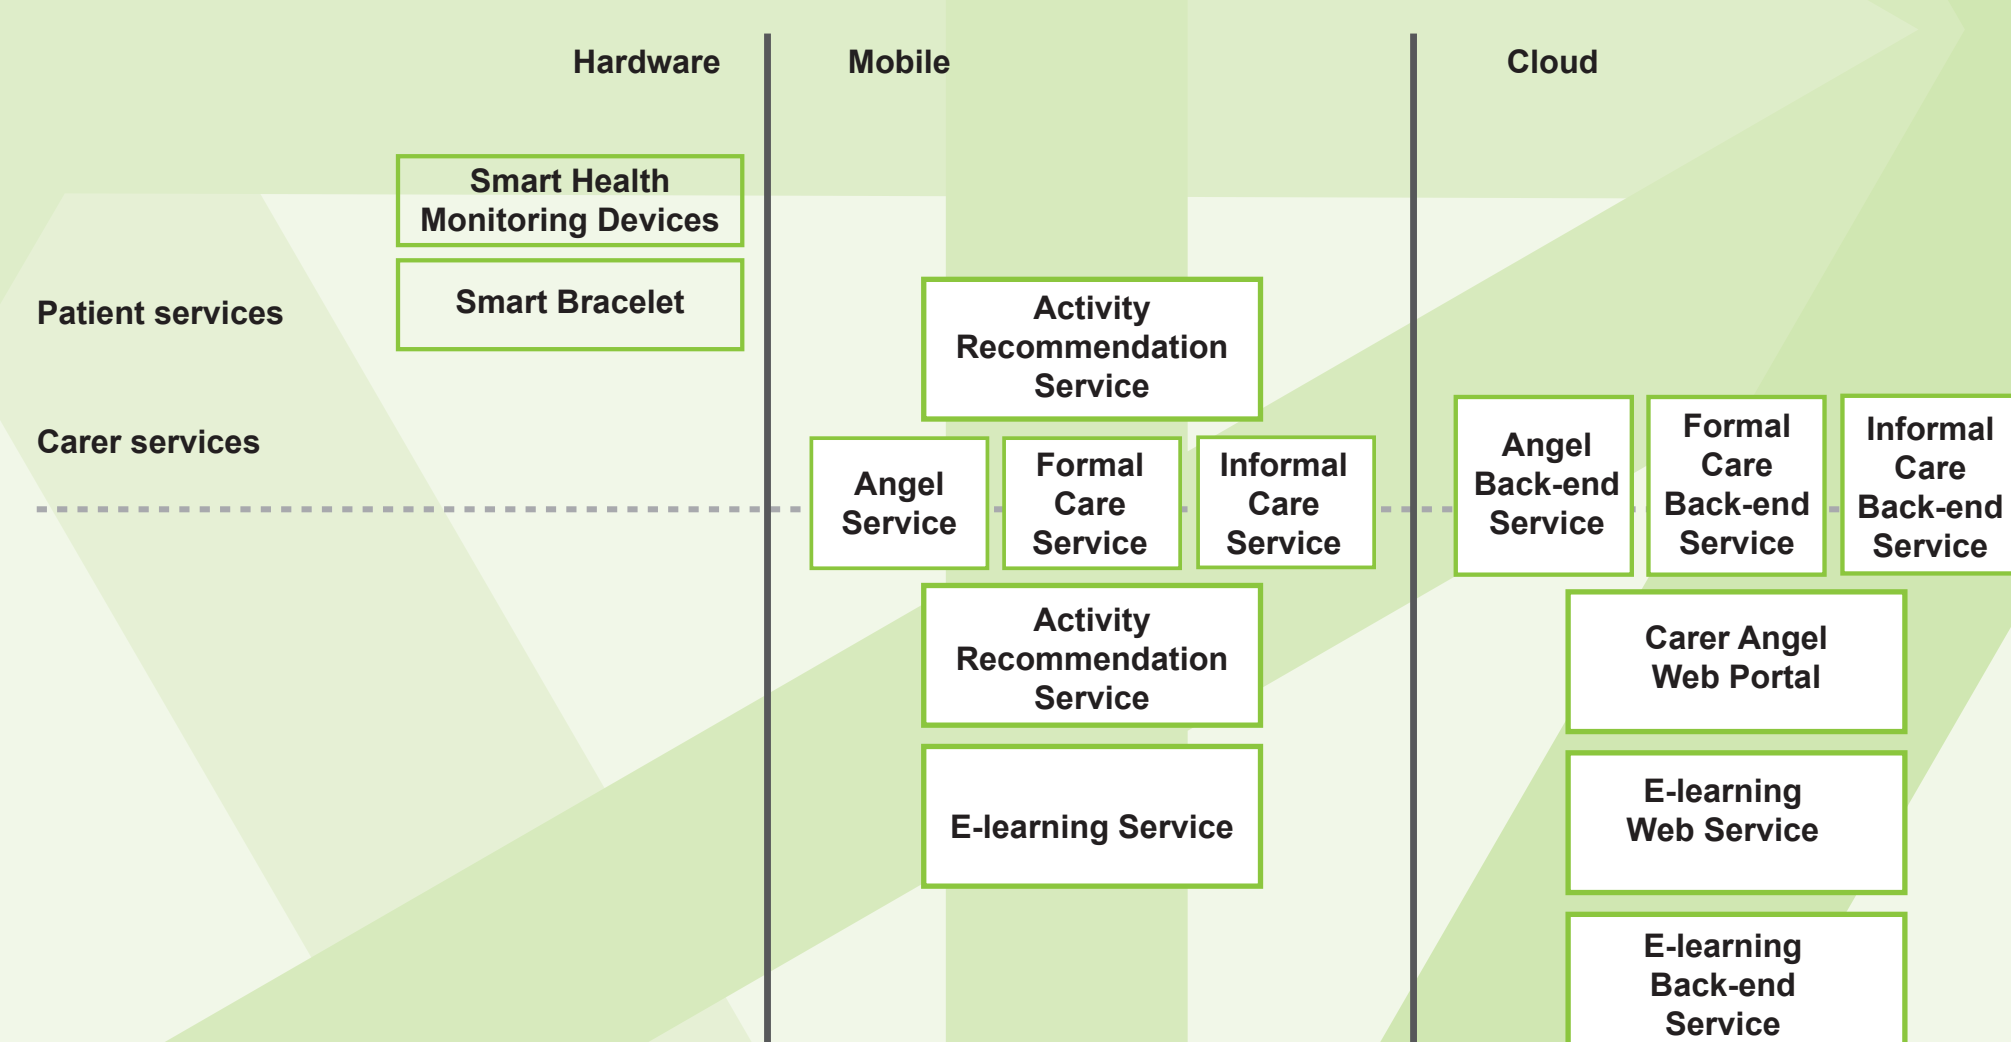 Hardware
Mobile
Cloud
Smart Health
Monitoring Devices
Smart Bracelet
Patient services
Carer services
Activity
Recommendation
Service
Angel
Service
Formal
Care
Service
Informal
Care
Service
Activity
Recommendation
Service
E-learning Service
Angel
Back-end
Service
Formal
Care
Back-end
Service
Informal
Care
Back-end
Service
Carer Angel
Web Portal
E-learning
Web Service
E-learning
Back-end
Service